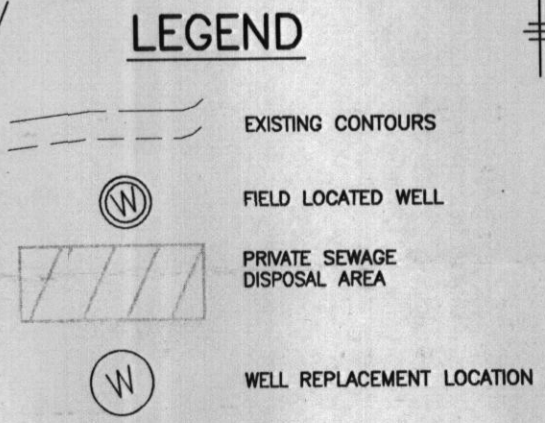 LEGEND
EXISTING CONTOURS
W FIELD LOCATED WELL
PRIVATE SEWAGE
DISPOSAL AREA
W WELL REPLACEMENT LOCATION